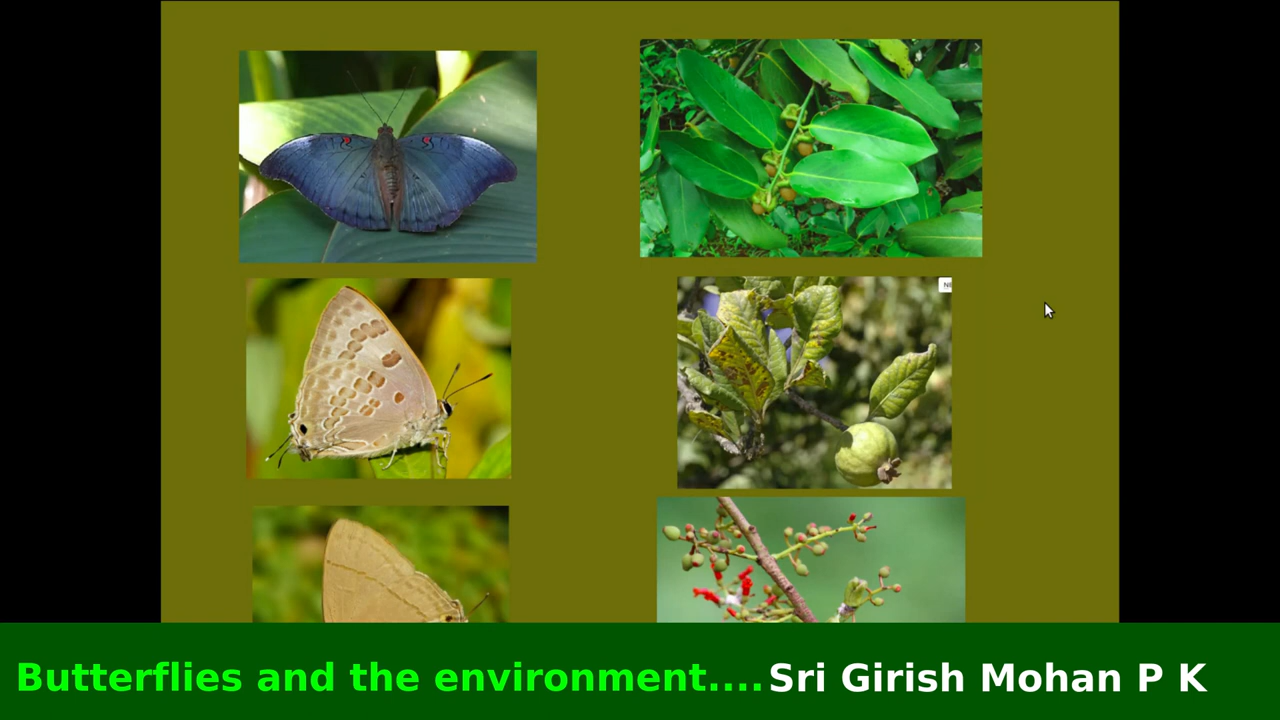 Butterflies and the environment.... Sri Girish Mohan P K